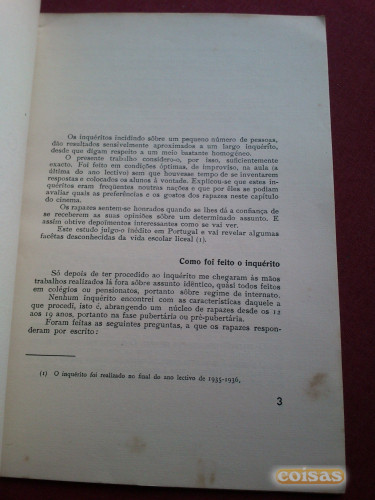 Os inquéritos incidindo sôbre um pequeno número de pessoas,
dão resultados sensìvelmente aproximados a um largo inquérito,
desde que digam respeito a um meio bastante homogéneo.
O presente trabalho considero-o, por isso, suficientemente
exacto. Foi feito em condições óptimas, de improviso, na aula (a
última do ano lectivo) sem que houvesse tempo de se inventarem
respostas e colocados os alunos à vontade. Explicou-se que estes in-
quéritos eram freqüentes noutras nações e que por êles se podiam
avaliar quais as preferências e os gostos dos rapazes neste capítulo
do cinema.
Os rapazes sentem-se honrados quando se lhes dá a confiança de
se receberem as suas opiniões sôbre um determinado assunto. E
assim obtive depoimentos interessantes como se vai ver.
Este estudo julgo-o inédito em Portugal e vai revelar algumas
facêtas desconhecidas da vida escolar liceal (1).
Como foi feito o inquérito
Só depois de ter procedido ao inquérito me chegaram às mãos
trabalhos realizados lá fora sôbre assunto idêntico, quási todos feitos
em colégios ou pensionatos, portanto sôbre regime de internato.
Nenhum inquérito encontrei com as características daquele a
que procedi, isto é, abrangendo um núcleo de rapazes desde os 12
aos 19 anos, portanto na fase pubertária ou pró-pubertária.
Foram feitas as seguintes preguntas, a que os rapazes respon-
deram por escrito:
(1) O inquérito foi realizado no final do ano lectivo de 1935-1936.
3
coisas